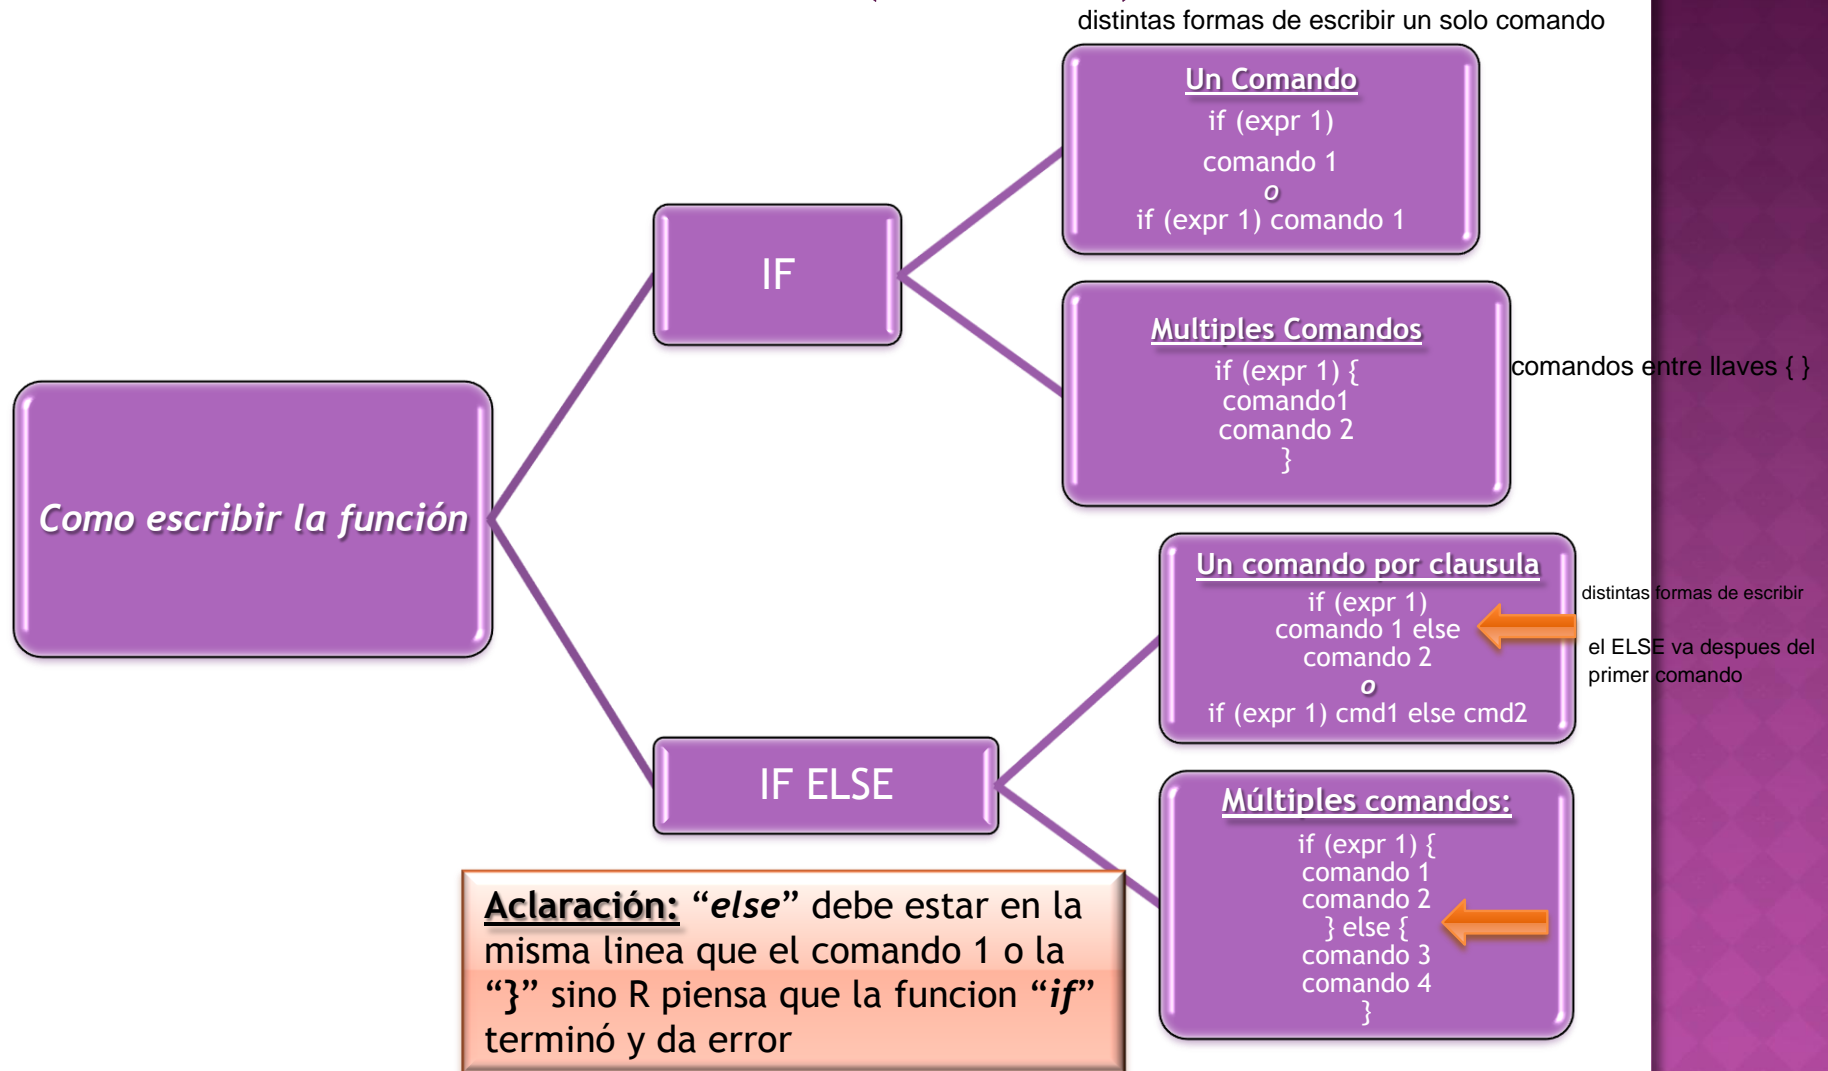 distintas formas de escribir un solo comando
Un Comando
if (expr 1)
comando 1
o
if (expr 1) comando 1
IF
Multiples Comandos
if (expr 1) {
comando1
comando 2
}
comandos entre llaves { }
Como escribir la función
Un comando por clausula
if (expr 1)
comando 1 else
comando 2
o
if (expr 1) cmd1 else cmd2
distintas formas de escribir
el ELSE va despues del
primer comando
IF ELSE
Múltiples comandos:
if (expr 1) {
comando 1
comando 2
} else {
comando 3
comando 4
}
Aclaración: “else” debe estar en la
misma linea que el comando 1 o la
“}” sino R piensa que la funcion “if”
terminó y da error